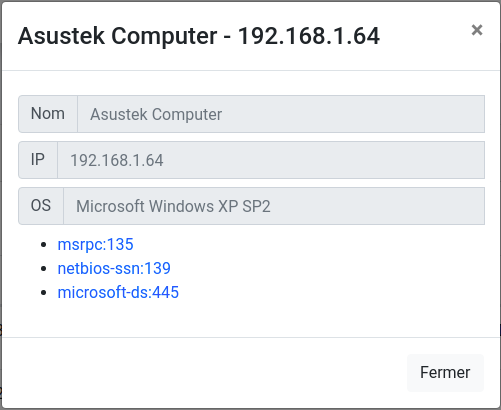 Asustek Computer - 192.168.1.64 ×
Nom Asustek Computer
IP 192.168.1.64
OS Microsoft Windows XP SP2
• msrpc:135
• netbios-ssn:139
• microsoft-ds:445
Fermer